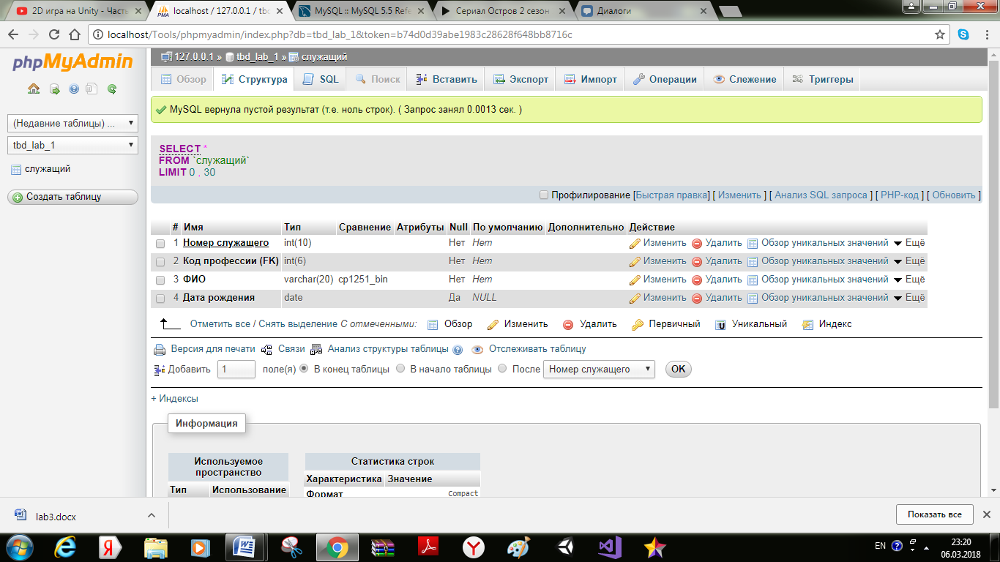 2D игра на Unity - Часть
localhost / 127.0.0.1 / tbd
MySQL :: MySQL 5.5 Refe
Сериал Остров 2 сезон
Диалоги
localhost/Tools/phpmyadmin/index.php?db=tbd_lab_1&token=b74d0d39abe1983c28628f648bb8716c
phpMyAdmin
(Недавние таблицы) ...
tbd_lab_1
служащий
Создать таблицу
127.0.0.1 » tbd_lab_1 » служащий
Обзор Структура SQL Поиск Вставить Экспорт Импорт Операции Слежение Триггеры
MySQL вернула пустой результат (т.е. ноль строк). ( Запрос занял 0.0013 сек. )
SELECT *
FROM `служащий`
LIMIT 0 , 30
Профилирование [Быстрая правка] [ Изменить ] [ Анализ SQL запроса ] [ PHP-код ] [ Обновить ]
# Имя Тип Сравнение Атрибуты Null По умолчанию Дополнительно Действие
1 Номер служащего int(10) Нет Нет Изменить Удалить Обзор уникальных значений Ещё
2 Код профессии (FK) int(6) Нет Нет Изменить Удалить Обзор уникальных значений Ещё
3 ФИО varchar(20) cp1251_bin Нет Нет Изменить Удалить Обзор уникальных значений Ещё
4 Дата рождения date Да NULL Изменить Удалить Обзор уникальных значений Ещё
Отметить все / Снять выделение С отмеченными: Обзор Изменить Удалить Первичный Уникальный Индекс
Версия для печати Связи Анализ структуры таблицы Отслеживать таблицу
Добавить 1 поле(я) В конец таблицы В начало таблицы После Номер служащего OK
+ Индексы
Информация
Используемое
пространство
Тип Использование
Статистика строк
Характеристика Значение
Формат Compact
lab3.docx
Показать все
EN
23:20
06.03.2018